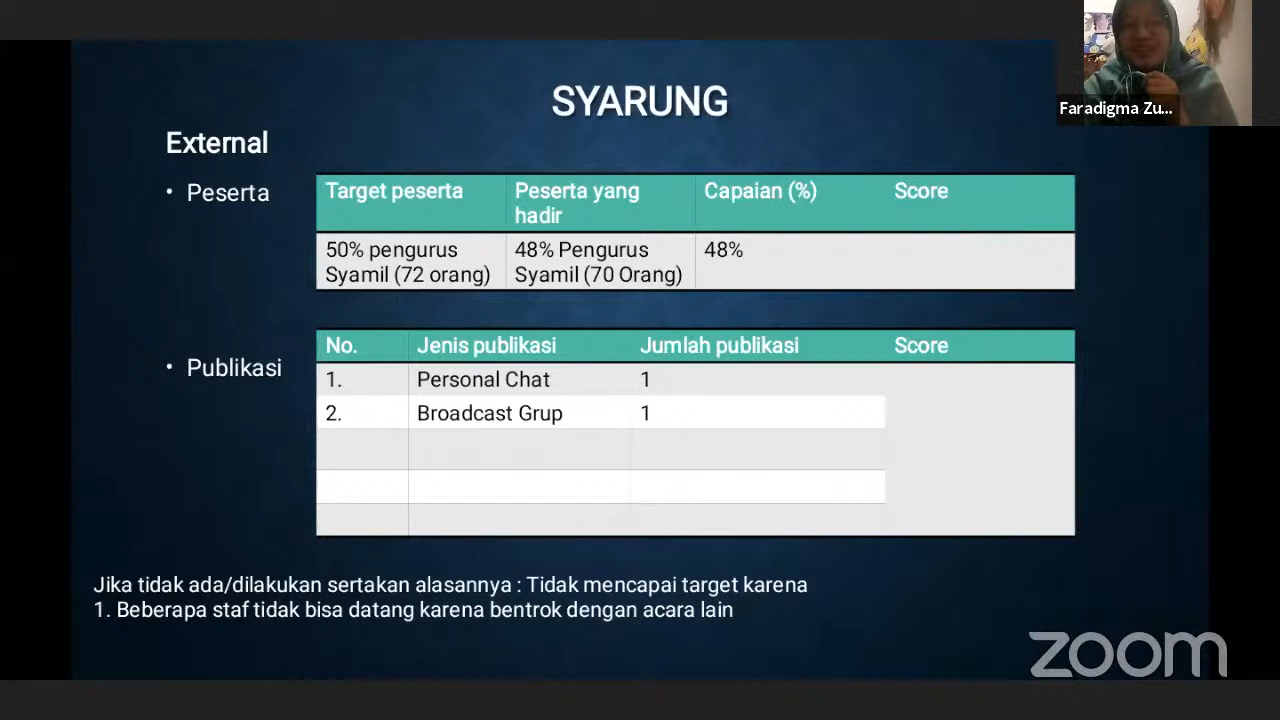 SYARUNG
Faradigma Zu...
External
• Peserta
Target peserta
Peserta yang
hadir
Capaian (%)
Score
50% pengurus
Syamil (72 orang)
48% Pengurus
Syamil (70 Orang)
48%
• Publikasi
No.
Jenis publikasi
Jumlah publikasi
Score
1.
Personal Chat
1
2.
Broadcast Grup
1
Jika tidak ada/dilakukan sertakan alasannya : Tidak mencapai target karena
1. Beberapa staf tidak bisa datang karena bentrok dengan acara lain
zoom